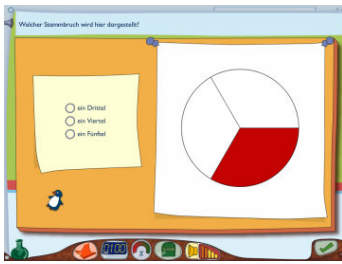 Welcher Stammbruch wird hier dargestellt?
ein Drittel
ein Viertel
ein Fünftel